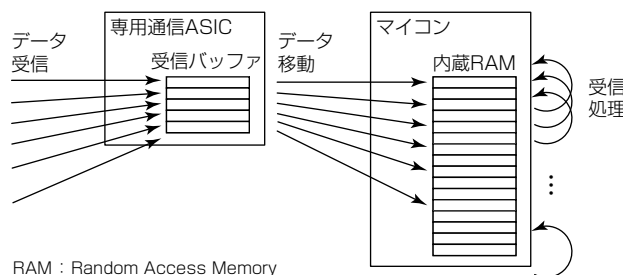 データ
受信
専用通信ASIC
受信バッファ
データ
移動
マイコン
内蔵RAM
受信
処理
RAM：Random Access Memory